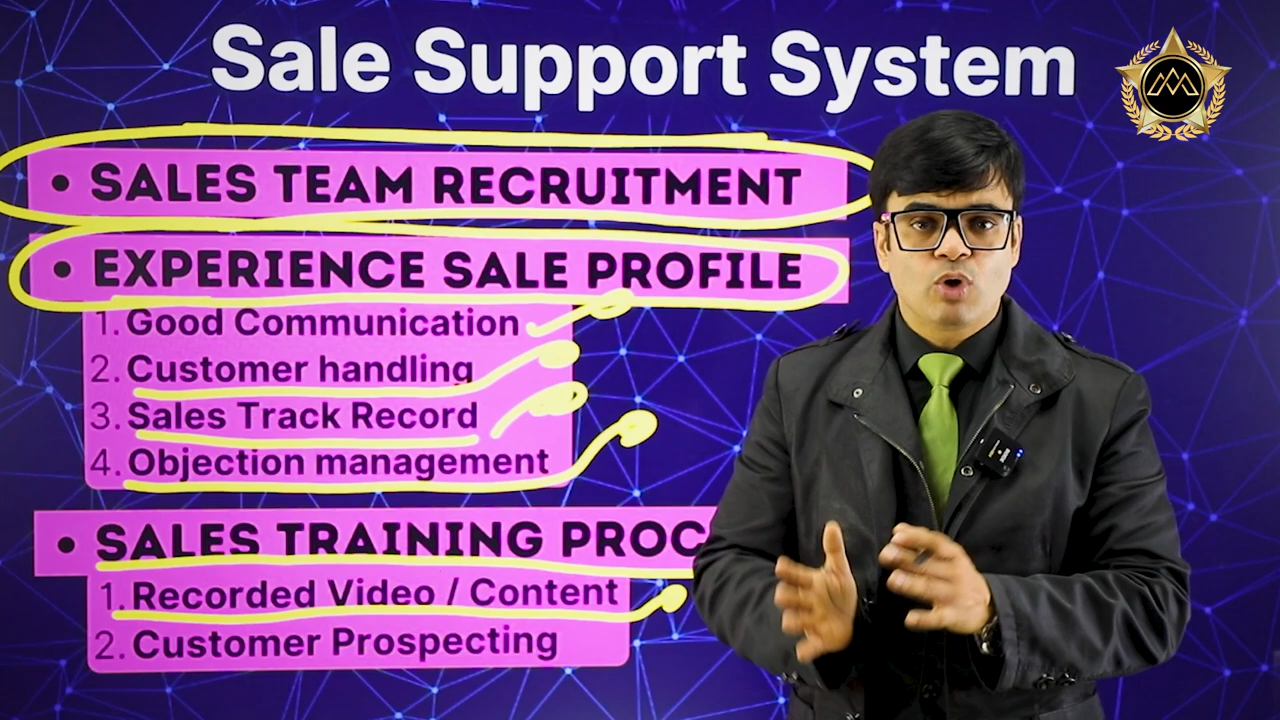 Sale Support System
• SALES TEAM RECRUITMENT
• EXPERIENCE SALE PROFILE
1. Good Communication
2. Customer handling
3. Sales Track Record
4. Objection management
• SALES TRAINING PROC
1. Recorded Video / Content
2. Customer Prospecting